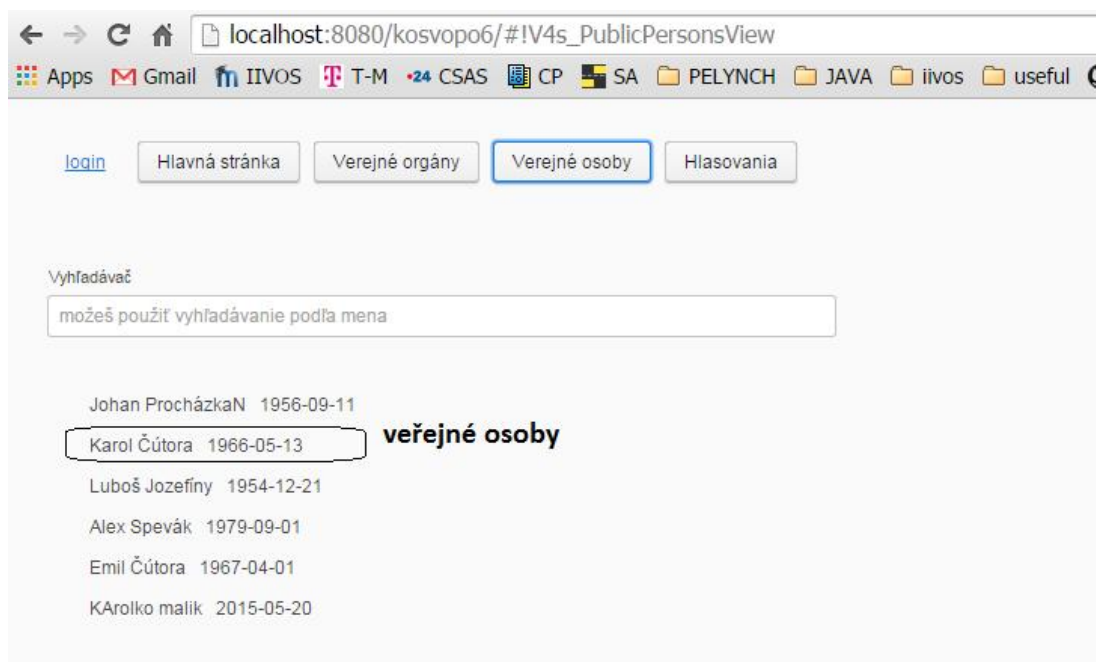 localhost:8080/kosvopo6/#!V4s_PublicPersonsView
Apps Gmail IIVOS T-M 24 CSAS CP SA PELYNCH JAVA iivos useful
login Hlavná stránka Verejné orgány Verejné osoby Hlasovania
Vyhľadávač
možeš použiť vyhľadávanie podľa mena
Johan ProcházkaN 1956-09-11
Karol Čútora 1966-05-13 veřejné osoby
Luboš Jozefíny 1954-12-21
Alex Spevák 1979-09-01
Emil Čútora 1967-04-01
KArolko malik 2015-05-20